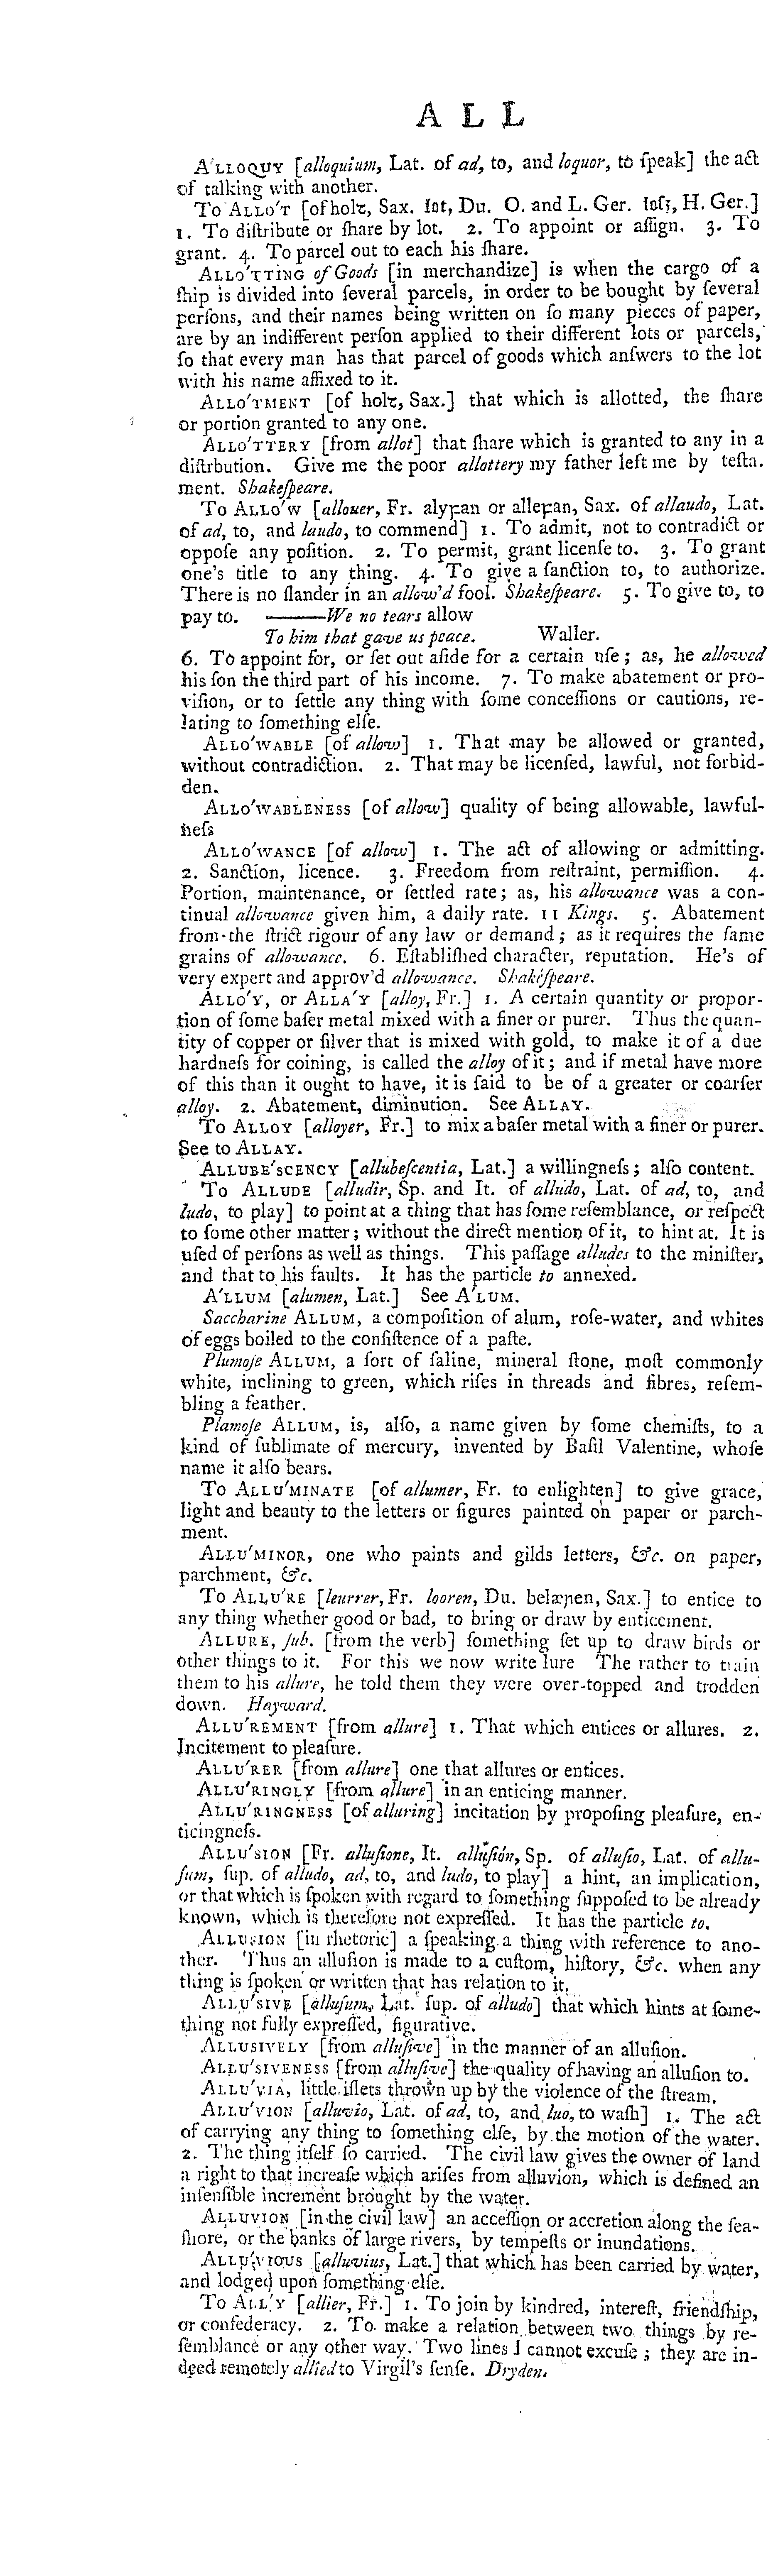 A L L
A'LLOQUY [alloquium, Lat. of ad, to, and loquor, to ſpeak] the act
of talking with another.
To ALLO'T [of holꞇ, Sax. lot, Du. O. and L. Ger. loſz, H. Ger.]
1. To diſtribute or ſhare by lot. 2. To appoint or aſſign. 3. To
grant. 4. To parcel out to each his ſhare.
ALLO'TTING of Goods [in merchandize] is when the cargo of a
ſhip is divided into ſeveral parcels, in order to be bought by ſeveral
perſons, and their names being written on ſo many pieces of paper,
are by an indifferent perſon applied to their different lots or parcels,
ſo that every man has that parcel of goods which anſwers to the lot
with his name affixed to it.
ALLO'TMENT [of holꞇ, Sax.] that which is allotted, the ſhare
or portion granted to any one.
ALLO'TTERY [from allot] that ſhare which is granted to any in a
diſtrbution. Give me the poor allottery my father left me by teſta.
ment. Shakeſpeare.
To ALLO'W [allouer, Fr. alyꝼan or alleꝼan, Sax. of allaudo, Lat.
of ad, to, and laudo, to commend] 1. To admit, not to contradict or
oppoſe any poſition. 2. To permit, grant licenſe to. 3. To grant
one's title to any thing. 4. To give a ſanction to, to authorize.
There is no ſlander in an allow'd fool. Shakeſpeare. 5. To give to, to
pay to. ———We no tears allow
To him that gave us peace. Waller.
6. To appoint for, or ſet out aſide for a certain uſe; as, he allowed
his ſon the third part of his income. 7. To make abatement or pro-
viſion, or to ſettle any thing with ſome conceſſions or cautions, re-
lating to ſomething elſe.
ALLO'WABLE [of allow] 1. That may be allowed or granted,
without contradiction. 2. That may be licenſed, lawful, not forbid-
den.
ALLO'WABLENESS [of allow] quality of being allowable, lawful-
neſs
ALLO'WANCE [of allow] 1. The act of allowing or admitting.
2. Sanction, licence. 3. Freedom from reſtraint, permiſſion. 4.
Portion, maintenance, or ſettled rate; as, his allowance was a con-
tinual allowance given him, a daily rate. 11 Kings. 5. Abatement
from the ſtrict rigour of any law or demand; as it requires the ſame
grains of allowance. 6. Eſtabliſhed character, reputation. He's of
very expert and approv'd allowance. Shakeſpeare.
ALLO'Y, or ALLA'Y [alloy, Fr.] 1. A certain quantity or propor-
tion of ſome baſer metal mixed with a finer or purer. Thus the quan-
tity of copper or ſilver that is mixed with gold, to make it of a due
hardneſs for coining, is called the alloy of it; and if metal have more
of this than it ought to have, it is ſaid to be of a greater or coarſer
alloy. 2. Abatement, diminution. See ALLAY.
To ALLOY [alloyer, Fr.] to mix a baſer metal with a finer or purer.
See to ALLAY.
ALLUBE'SCENCY [allubeſcentia, Lat.] a willingneſs; alſo content.
To ALLUDE [alludir, Sp. and It. of alludo, Lat. of ad, to, and
ludo, to play] to point at a thing that has ſome reſemblance, or reſpect
to ſome other matter; without the direct mention of it, to hint at. It is
uſed of perſons as well as things. This paſſage alludes to the miniſter,
and that to his faults. It has the particle to annexed.
A'LLUM [alumen, Lat.] See A'LUM.
Saccharine ALLUM, a compoſition of alum, roſe-water, and whites
of eggs boiled to the conſiſtence of a paſte.
Plumoſe ALLUM, a ſort of ſaline, mineral ſtone, moſt commonly
white, inclining to green, which riſes in threads and fibres, reſem-
bling a feather.
Plamoſe ALLUM, is, alſo, a name given by ſome chemiſts, to a
kind of ſublimate of mercury, invented by Baſil Valentine, whoſe
name it alſo bears.
To ALLU'MINATE [of allumer, Fr. to enlighten] to give grace,
light and beauty to the letters or figures painted on paper or parch-
ment.
ALLU'MINOR, one who paints and gilds letters, &c. on paper,
parchment, &c.
To ALLU'RE [leurrer, Fr. looren, Du. belæꞃen, Sax.] to entice to
any thing whether good or bad, to bring or draw by enticement.
ALLURE, ſub. [from the verb] ſomething ſet up to draw birds or
other things to it. For this we now write lure The rather to train
them to his allure, he told them they were over-topped and trodden
down. Hayward.
ALLU'REMENT [from allure] 1. That which entices or allures. 2.
Incitement to pleaſure.
ALLU'RER [from allure] one that allures or entices.
ALLU'RINGLY [from allure] in an enticing manner.
ALLU'RINGNESS [of alluring] incitation by propoſing pleaſure, en-
ticingneſs.
ALLU'SION [Fr. alluſione, It. alluſión, Sp. of alluſio, Lat. of allu-
ſum, ſup. of alludo, ad, to, and ludo, to play] a hint, an implication,
or that which is ſpoken with regard to ſomething ſuppoſed to be already
known, which is therefore not expreſſed. It has the particle to.
ALLUSION [in rhetoric] a ſpeaking a thing with reference to ano-
ther. Thus an alluſion is made to a cuſtom, hiſtory, &c. when any
thing is ſpoken or written that has relation to it.
ALLU'SIVE [alluſum, Lat. ſup. of alludo] that which hints at ſome-
thing not fully expreſſed, figurative.
ALLUSIVELY [from alluſive] in the manner of an alluſion.
ALLU'SIVENESS [from alluſive] the quality of having an alluſion to.
ALLU'VIA, little iſlets thrown up by the violence of the ſtream.
ALLU'VION [alluvio, Lat. of ad, to, and luo, to waſh] 1. The act
of carrying any thing to ſomething elſe, by the motion of the water.
2. The thing itſelf ſo carried. The civil law gives the owner of land
a right to that increaſe which ariſes from alluvion, which is defined an
inſenſible increment brought by the water.
ALLUVION [in the civil law] an acceſſion or accretion along the ſea-
ſhore, or the banks of large rivers, by tempeſts or inundations.
ALLU'VIOUS [alluvius, Lat.] that which has been carried by water,
and lodged upon ſomething elſe.
To ALL'Y [allier, Fr.] 1. To join by kindred, intereſt, friendſhip,
or confederacy. 2. To make a relation between two things by re-
ſemblance or any other way. Two lines I cannot excuſe; they are in-
deed remotely allied to Virgil's ſenſe. Dryden.